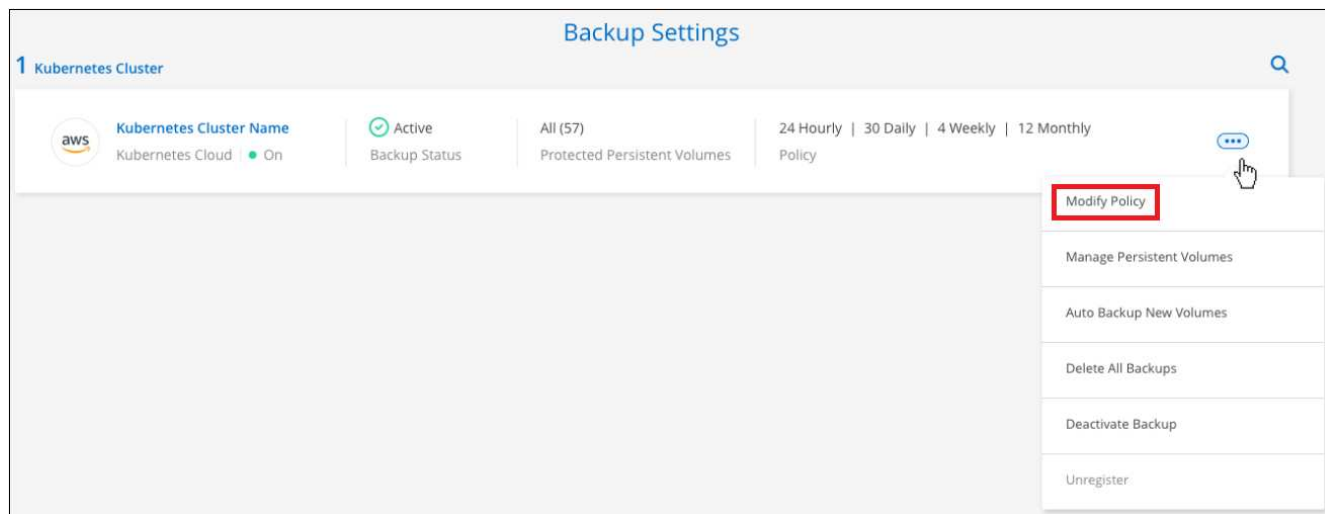 Backup Settings
1 Kubernetes Cluster
aws
Kubernetes Cluster Name
Active
All (57)
24 Hourly | 30 Daily | 4 Weekly | 12 Monthly
Kubernetes Cloud On
Backup Status
Protected Persistent Volumes
Policy
Modify Policy
Manage Persistent Volumes
Auto Backup New Volumes
Delete All Backups
Deactivate Backup
Unregister